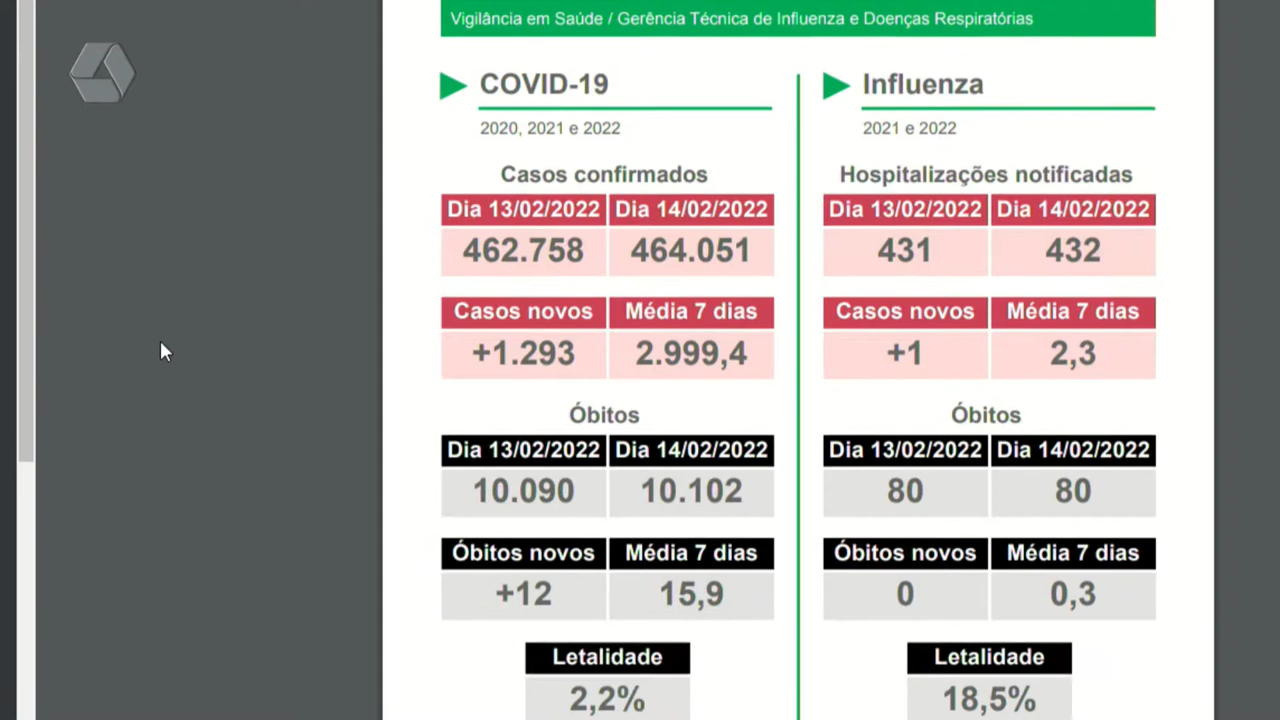 Vigilância em Saúde / Gerência Técnica de Influenza e Doenças Respiratórias
COVID-19
2020, 2021 e 2022
Casos confirmados
Dia 13/02/2022 Dia 14/02/2022
462.758 464.051
Casos novos Média 7 dias
+1.293 2.999,4
Óbitos
Dia 13/02/2022 Dia 14/02/2022
10.090 10.102
Óbitos novos Média 7 dias
+12 15,9
Letalidade
2,2%
Influenza
2021 e 2022
Hospitalizações notificadas
Dia 13/02/2022 Dia 14/02/2022
431 432
Casos novos Média 7 dias
+1 2,3
Óbitos
Dia 13/02/2022 Dia 14/02/2022
80 80
Óbitos novos Média 7 dias
0 0,3
Letalidade
18,5%